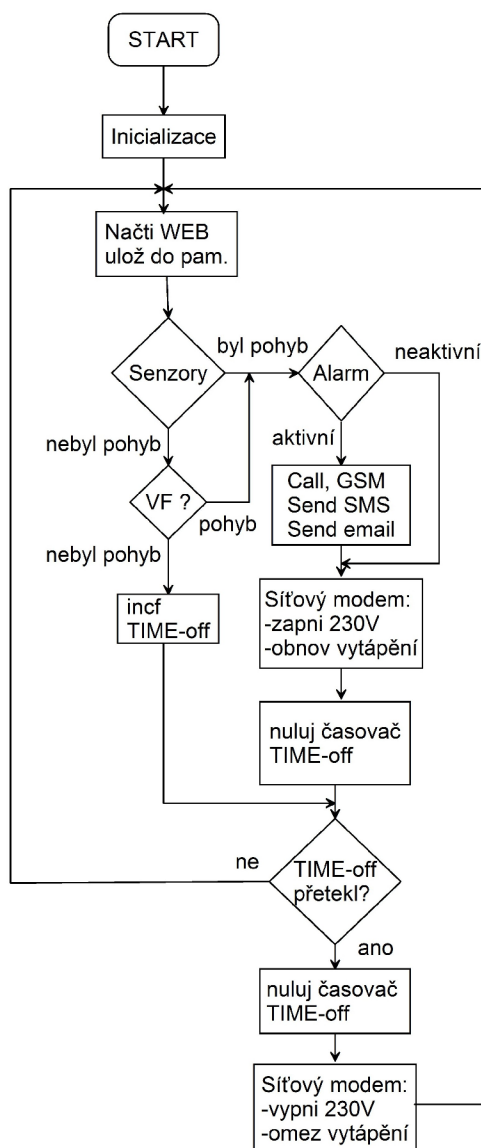 START
Inicializace
Načti WEB
ulož do pam.
Senzory
byl pohyb
Alarm
neaktivní
nebyl pohyb
aktivní
VF ?
pohyb
Call, GSM
Send SMS
Send email
nebyl pohyb
incf
TIME-off
Síťový modem:
-zapni 230V
-obnov vytápění
nuluj časovač
TIME-off
ne
TIME-off
přetekl?
ano
nuluj časovač
TIME-off
Síťový modem:
-vypni 230V
-omez vytápění